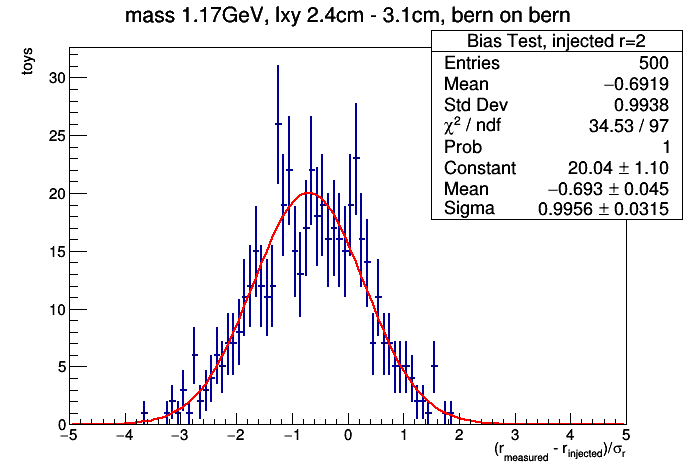 mass 1.17GeV, lxy 2.4cm - 3.1cm, bern on bern
Bias Test, injected r=2
Entries 500
Mean −0.6919
Std Dev 0.9938
χ² / ndf 34.53 / 97
Prob 1
Constant 20.04 ± 1.10
Mean −0.693 ± 0.045
Sigma 0.9956 ± 0.0315
toys
30
25
20
15
10
5
0
−5 −4 −3 −2 −1 0 1 2 3 4 5
(r_measured - r_injected)/σ_r